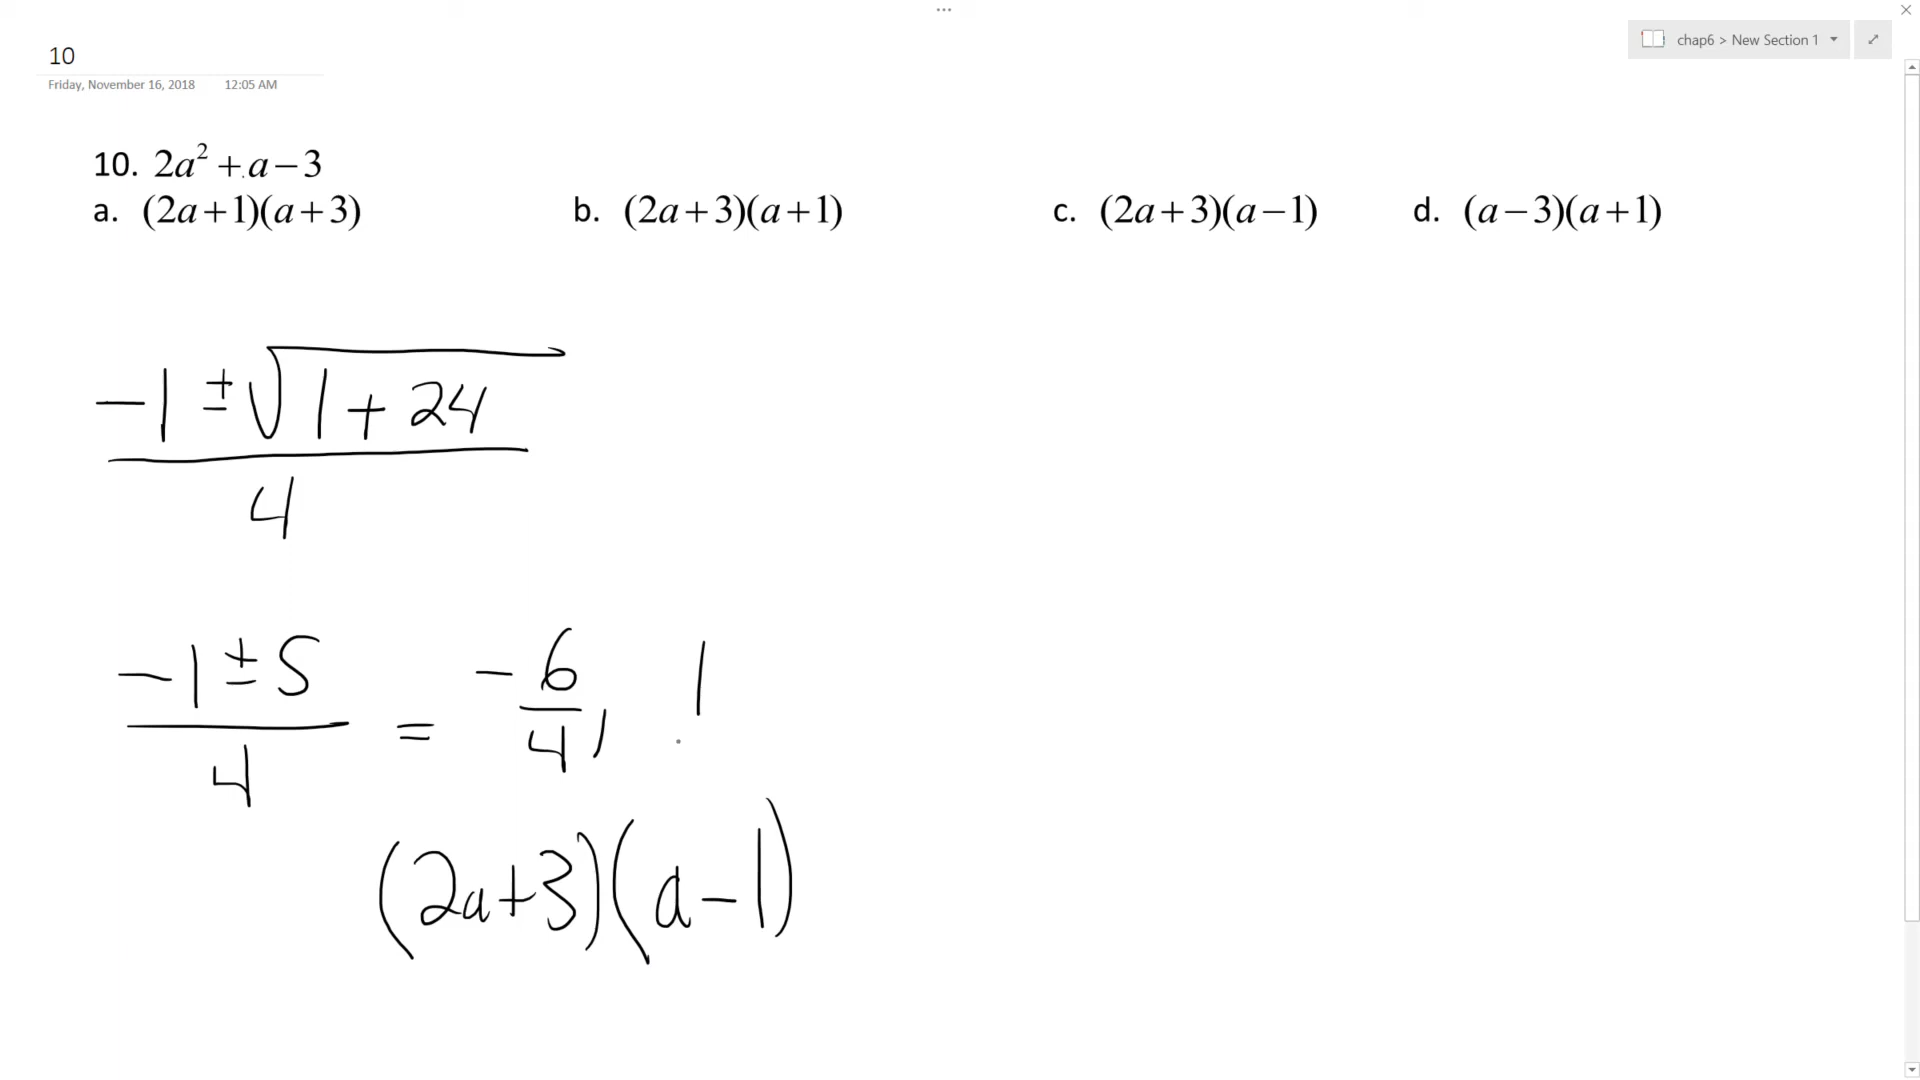 ...
chap6 > New Section 1
10
Friday, November 16, 2018 12:05 AM
10. 2a² + a − 3
a. (2a+1)(a+3) b. (2a+3)(a+1) c. (2a+3)(a−1) d. (a−3)(a+1)
−1 ± √1 + 24
4
−1 ± 5 = −6/4, 1
4
(2a+3)(a−1)